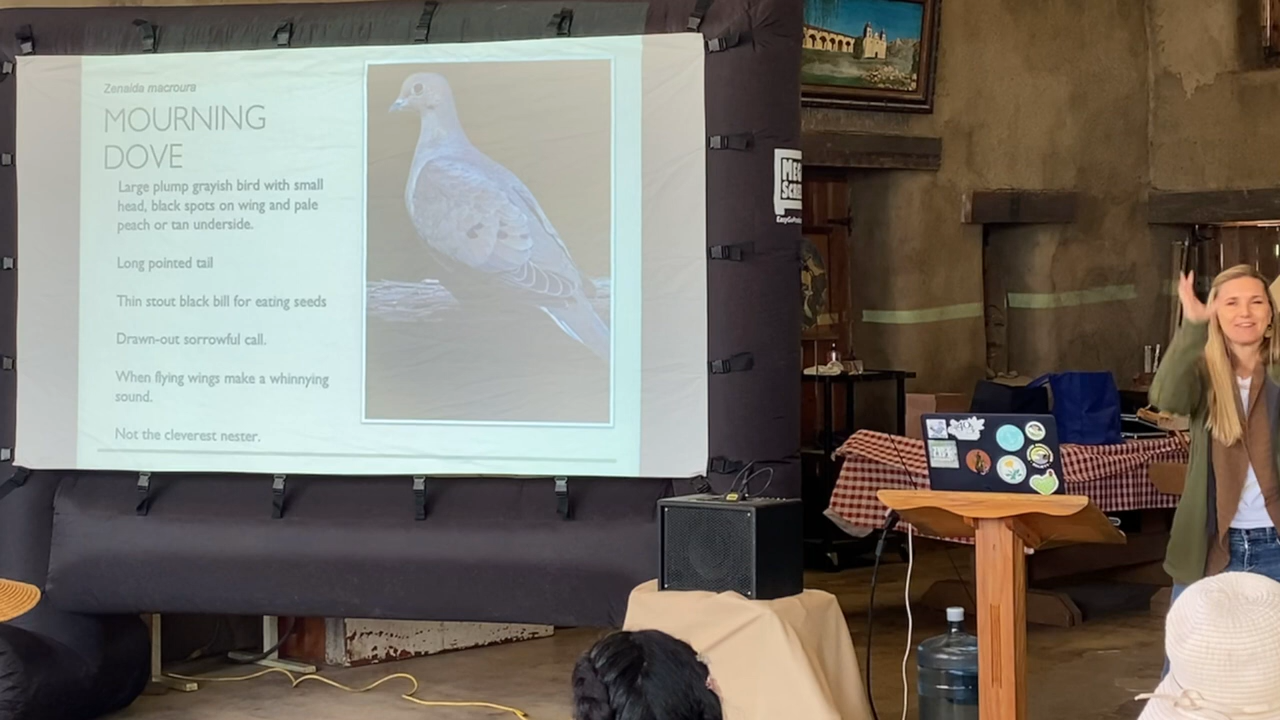 Zenaida macroura
MOURNING
DOVE
Large plump grayish bird with small
head, black spots on wing and pale
peach or tan underside.
Long pointed tail
Thin stout black bill for eating seeds
Drawn-out sorrowful call.
When flying wings make a whinnying
sound.
Not the cleverest nester.